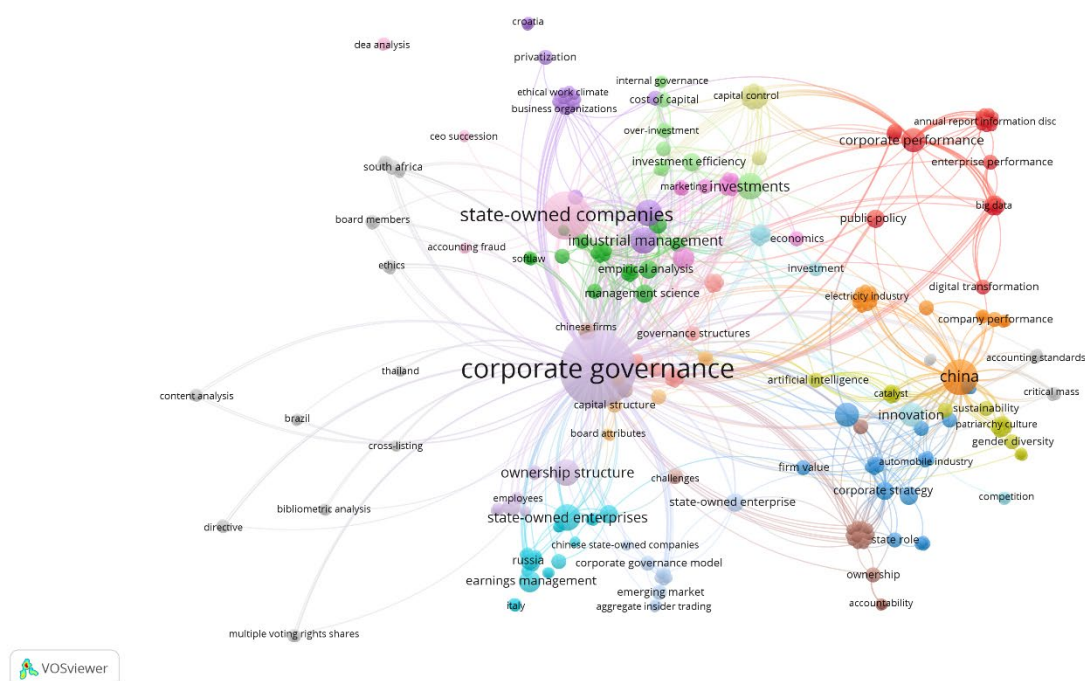 croatia
dea analysis
privatization
internal governance
ethical work climate
cost of capital
capital control
business organizations
annual report information disc
over-investment
ceo succession
corporate performance
south africa
investment efficiency
enterprise performance
marketing
investments
big data
state-owned companies
board members
public policy
industrial management
economics
accounting fraud
softlaw
ethics
empirical analysis
investment
management science
digital transformation
electricity industry
chinese firms
governance structures
company performance
corporate governance
accounting standards
thailand
artificial intelligence
china
content analysis
catalyst
critical mass
capital structure
sustainability
brazil
innovation
patriarchy culture
board attributes
gender diversity
cross-listing
automobile industry
firm value
ownership structure
challenges
corporate strategy
employees
competition
state-owned enterprise
bibliometric analysis
state-owned enterprises
directive
state role
chinese state-owned companies
russia
corporate governance model
earnings management
ownership
emerging market
italy
aggregate insider trading
accountability
multiple voting rights shares
VOSviewer